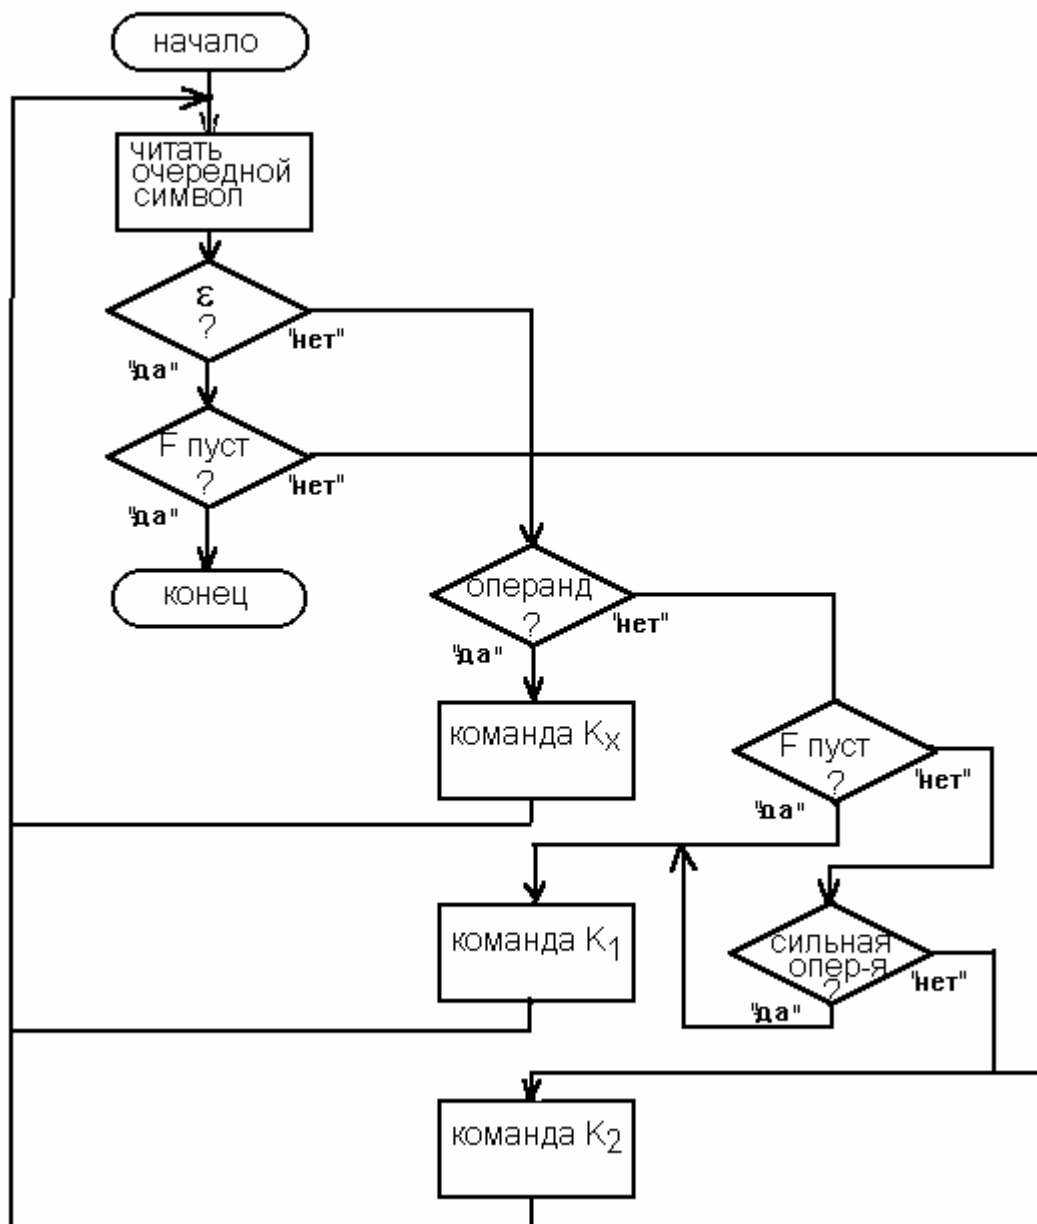 начало
читать
очередной
символ
ε
?
"нет"
"да"
F пуст
?
"нет"
"да"
конец
операнд
?
"нет"
"да"
команда Kx
F пуст
?
"нет"
"да"
команда K1
сильная
опер-я
?
"нет"
"да"
команда K2